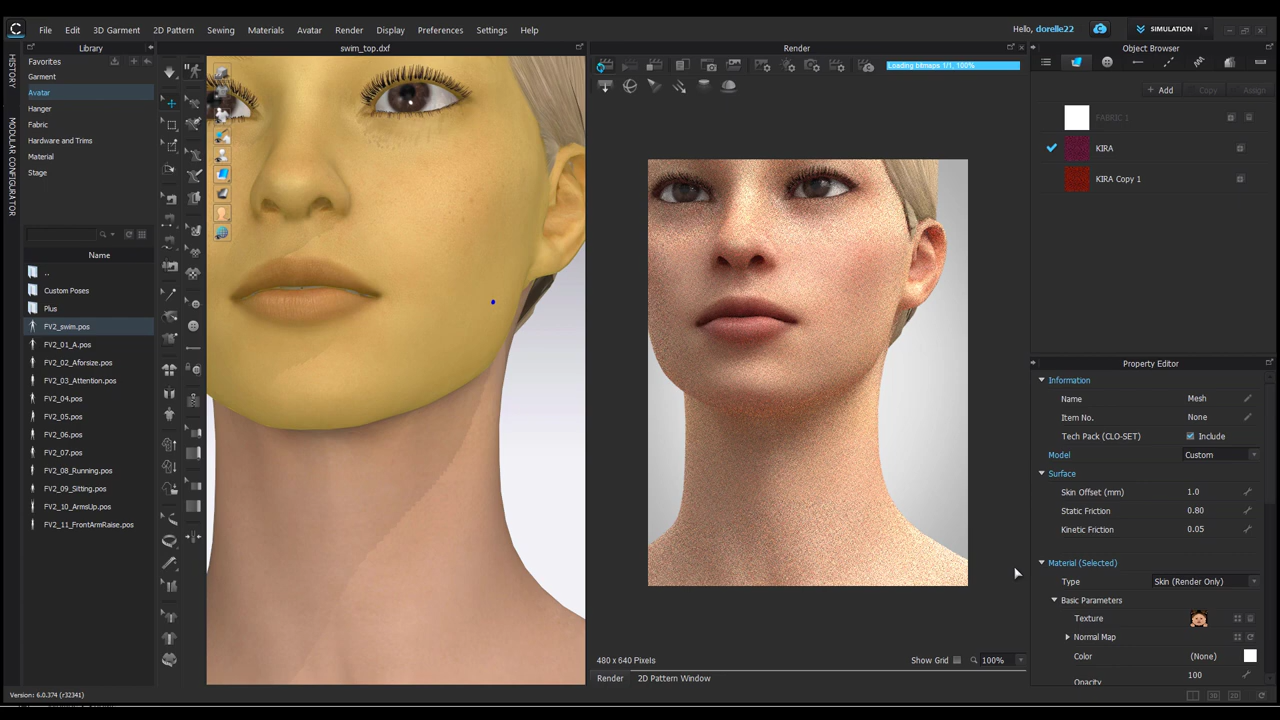 File Edit 3D Garment 2D Pattern Sewing Materials Avatar Render Display Preferences Settings Help
Hello, dorelle22
SIMULATION
Library
swim_top.dxf
Render
Object Browser
HISTORY
MODULAR CONFIGURATOR
Favorites
Garment
Avatar
Hanger
Fabric
Hardware and Trims
Material
Stage
Name
..
Custom Poses
Plus
FV2_swim.pos
FV2_01_A.pos
FV2_02_Aforsize.pos
FV2_03_Attention.pos
FV2_04.pos
FV2_05.pos
FV2_06.pos
FV2_07.pos
FV2_08_Running.pos
FV2_09_Sitting.pos
FV2_10_ArmsUp.pos
FV2_11_FrontArmRaise.pos
Loading bitmaps 1/1, 100%
480 x 640 Pixels
Show Grid
100%
Render
2D Pattern Window
+ Add Copy Assign
FABRIC 1
KIRA
KIRA Copy 1
Property Editor
Information
Name Mesh
Item No. None
Tech Pack (CLO-SET) Include
Model Custom
Surface
Skin Offset (mm) 1.0
Static Friction 0.80
Kinetic Friction 0.05
Material (Selected)
Type Skin (Render Only)
Basic Parameters
Texture
Normal Map
Color (None)
Opacity 100
Version: 6.0.374 (r32341)
3D
2D